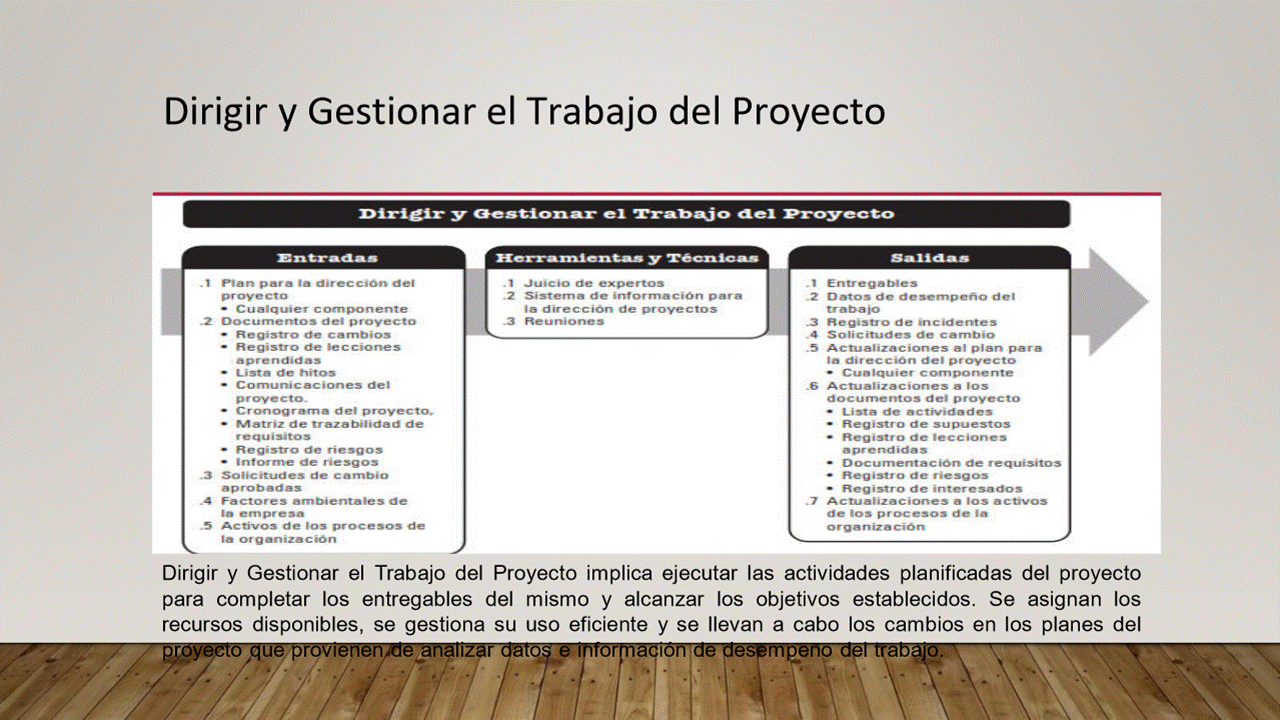 Dirigir y Gestionar el Trabajo del Proyecto
Dirigir y Gestionar el Trabajo del Proyecto
Entradas
.1 Plan para la dirección del
proyecto
• Cualquier componente
.2 Documentos del proyecto
• Registro de cambios
• Registro de lecciones
aprendidas
• Lista de hitos
• Comunicaciones del
proyecto.
• Cronograma del proyecto,
• Matriz de trazabilidad de
requisitos
• Registro de riesgos
• Informe de riesgos
.3 Solicitudes de cambio
aprobadas
.4 Factores ambientales de
la empresa
.5 Activos de los procesos de
la organización
Herramientas y Técnicas
.1 Juicio de expertos
.2 Sistema de información para
la dirección de proyectos
.3 Reuniones
Salidas
.1 Entregables
.2 Datos de desempeño del
trabajo
.3 Registro de incidentes
.4 Solicitudes de cambio
.5 Actualizaciones al plan para
la dirección del proyecto
• Cualquier componente
.6 Actualizaciones a los
documentos del proyecto
• Lista de actividades
• Registro de supuestos
• Registro de lecciones
aprendidas
• Documentación de requisitos
• Registro de riesgos
• Registro de interesados
.7 Actualizaciones a los activos
de los procesos de la
organización
Dirigir y Gestionar el Trabajo del Proyecto implica ejecutar las actividades planificadas del proyecto
para completar los entregables del mismo y alcanzar los objetivos establecidos. Se asignan los
recursos disponibles, se gestiona su uso eficiente y se llevan a cabo los cambios en los planes del
proyecto que provienen de analizar datos e información de desempeño del trabajo.